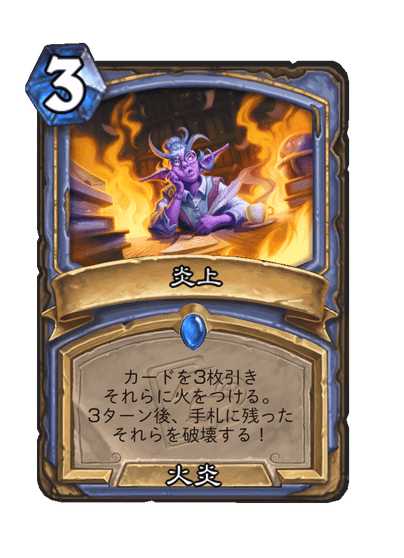 3
炎上
カードを3枚引き
それらに火をつける。
3ターン後、手札に残った
それらを破壊する！
火炎